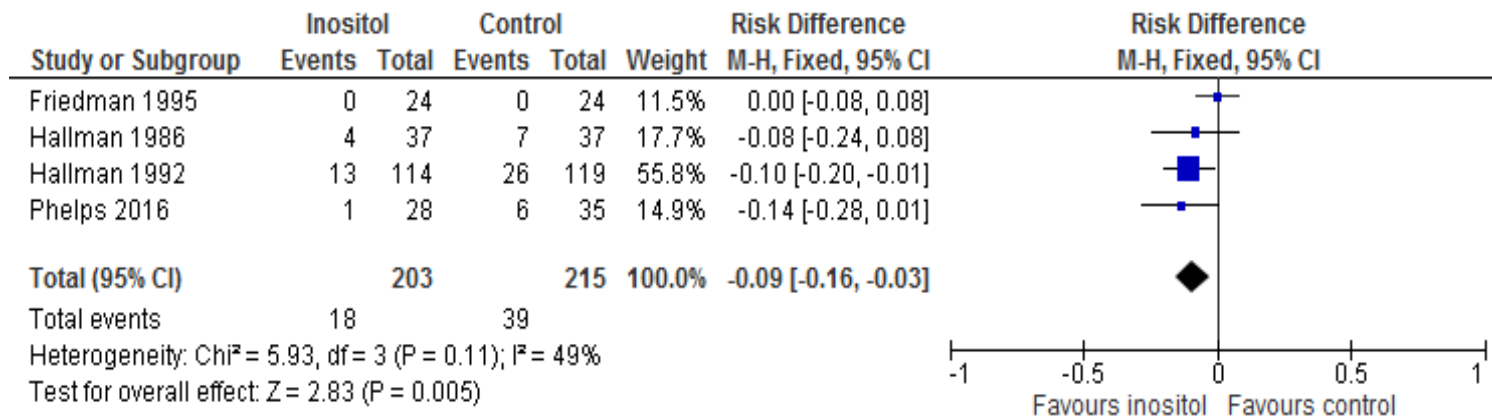 Inositol Control Risk Difference Risk Difference
Study or Subgroup Events Total Events Total Weight M-H, Fixed, 95% CI M-H, Fixed, 95% CI
Friedman 1995 0 24 0 24 11.5% 0.00 [-0.08, 0.08]
Hallman 1986 4 37 7 37 17.7% -0.08 [-0.24, 0.08]
Hallman 1992 13 114 26 119 55.8% -0.10 [-0.20, -0.01]
Phelps 2016 1 28 6 35 14.9% -0.14 [-0.28, 0.01]
Total (95% CI) 203 215 100.0% -0.09 [-0.16, -0.03]
Total events 18 39
Heterogeneity: Chi² = 5.93, df = 3 (P = 0.11); I² = 49%
Test for overall effect: Z = 2.83 (P = 0.005)
-1 -0.5 0 0.5 1
Favours inositol Favours control